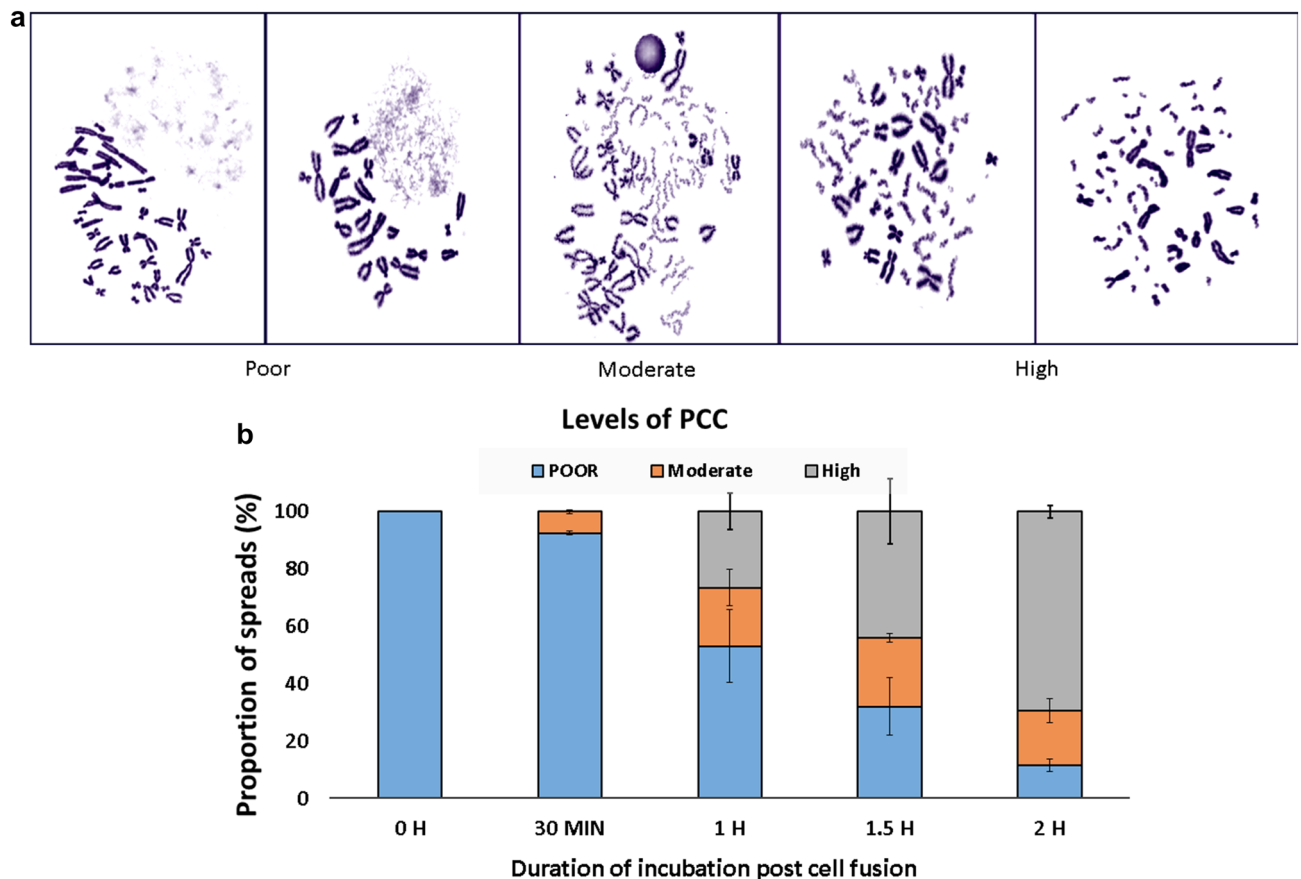 a
Poor Moderate High
b
Levels of PCC
POOR Moderate High
Proportion of spreads (%)
100
80
60
40
20
0
0 H 30 MIN 1 H 1.5 H 2 H
Duration of incubation post cell fusion